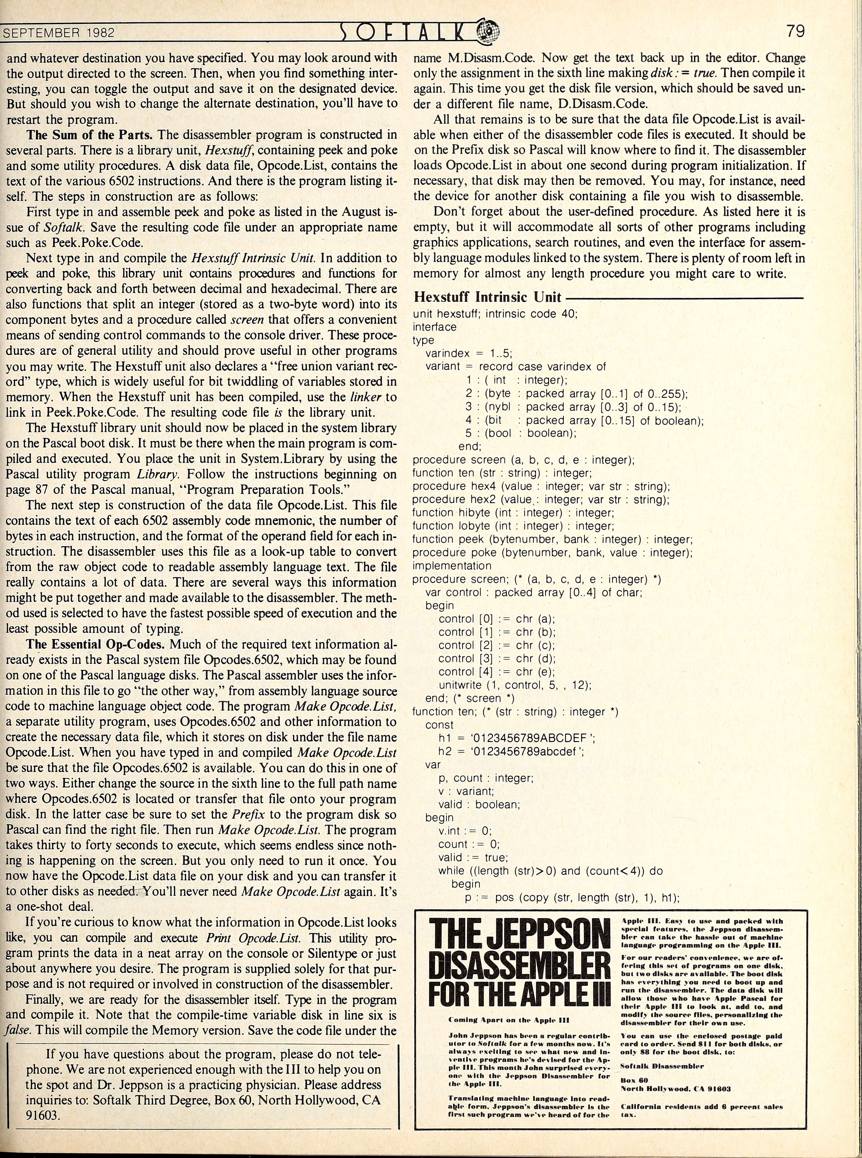 SEPTEMBER 1982
SOFTALK
79
and whatever destination you have specified. You may look around with
the output directed to the screen. Then, when you find something inter-
esting, you can toggle the output and save it on the designated device.
But should you wish to change the alternate destination, you'll have to
restart the program.
The Sum of the Parts. The disassembler program is constructed in
several parts. There is a library unit, Hexstuff, containing peek and poke
and some utility procedures. A disk data file, Opcode.List, contains the
text of the various 6502 instructions. And there is the program listing it-
self. The steps in construction are as follows:
First type in and assemble peek and poke as listed in the August is-
sue of Softalk. Save the resulting code file under an appropriate name
such as Peek.Poke.Code.
Next type in and compile the Hexstuff Intrinsic Unit. In addition to
peek and poke, this library unit contains procedures and functions for
converting back and forth between decimal and hexadecimal. There are
also functions that split an integer (stored as a two-byte word) into its
component bytes and a procedure called screen that offers a convenient
means of sending control commands to the console driver. These proce-
dures are of general utility and should prove useful in other programs
you may write. The Hexstuff unit also declares a "free union variant rec-
ord" type, which is widely useful for bit twiddling of variables stored in
memory. When the Hexstuff unit has been compiled, use the linker to
link in Peek.Poke.Code. The resulting code file is the library unit.
The Hexstuff library unit should now be placed in the system library
on the Pascal boot disk. It must be there when the main program is com-
piled and executed. You place the unit in System.Library by using the
Pascal utility program Library. Follow the instructions beginning on
page 87 of the Pascal manual, "Program Preparation Tools."
The next step is construction of the data file Opcode.List. This file
contains the text of each 6502 assembly code mnemonic, the number of
bytes in each instruction, and the format of the operand field for each in-
struction. The disassembler uses this file as a look-up table to convert
from the raw object code to readable assembly language text. The file
really contains a lot of data. There are several ways this information
might be put together and made available to the disassembler. The meth-
od used is selected to have the fastest possible speed of execution and the
least possible amount of typing.
The Essential Op-Codes. Much of the required text information al-
ready exists in the Pascal system file Opcodes.6502, which may be found
on one of the Pascal language disks. The Pascal assembler uses the infor-
mation in this file to go "the other way," from assembly language source
code to machine language object code. The program Make Opcode.List,
a separate utility program, uses Opcodes.6502 and other information to
create the necessary data file, which it stores on disk under the file name
Opcode.List. When you have typed in and compiled Make Opcode.List
be sure that the file Opcodes.6502 is available. You can do this in one of
two ways. Either change the source in the sixth line to the full path name
where Opcodes.6502 is located or transfer that file onto your program
disk. In the latter case be sure to set the Prefix to the program disk so
Pascal can find the right file. Then run Make Opcode.List. The program
takes thirty to forty seconds to execute, which seems endless since noth-
ing is happening on the screen. But you only need to run it once. You
now have the Opcode.List data file on your disk and you can transfer it
to other disks as needed. You'll never need Make Opcode.List again. It's
a one-shot deal.
If you're curious to know what the information in Opcode.List looks
like, you can compile and execute Print Opcode.List. This utility pro-
gram prints the data in a neat array on the console or Silentype or just
about anywhere you desire. The program is supplied solely for that pur-
pose and is not required or involved in construction of the disassembler.
Finally, we are ready for the disassembler itself. Type in the program
and compile it. Note that the compile-time variable disk in line six is
false. This will compile the Memory version. Save the code file under the
If you have questions about the program, please do not tele-
phone. We are not experienced enough with the III to help you on
the spot and Dr. Jeppson is a practicing physician. Please address
inquiries to: Softalk Third Degree, Box 60, North Hollywood, CA
91603.
name M.Disasm.Code. Now get the text back up in the editor. Change
only the assignment in the sixth line making disk : = true. Then compile it
again. This time you get the disk file version, which should be saved un-
der a different file name, D.Disasm.Code.
All that remains is to be sure that the data file Opcode.List is avail-
able when either of the disassembler code files is executed. It should be
on the Prefix disk so Pascal will know where to find it. The disassembler
loads Opcode.List in about one second during program initialization. If
necessary, that disk may then be removed. You may, for instance, need
the device for another disk containing a file you wish to disassemble.
Don't forget about the user-defined procedure. As listed here it is
empty, but it will accommodate all sorts of other programs including
graphics applications, search routines, and even the interface for assem-
bly language modules linked to the system. There is plenty of room left in
memory for almost any length procedure you might care to write.
Hexstuff Intrinsic Unit
unit hexstuff; intrinsic code 40;
interface
type
varindex = 1..5;
variant = record case varindex of
1 : ( int : integer);
2 : (byte : packed array [0..1] of 0..255);
3 : (nybl : packed array [0..3] of 0..15);
4 : (bit : packed array [0..15] of boolean);
5 : (bool : boolean);
end;
procedure screen (a, b, c, d, e : integer);
function ten (str : string) : integer;
procedure hex4 (value : integer; var str : string);
procedure hex2 (value : integer; var str : string);
function hibyte (int : integer) : integer;
function lobyte (int : integer) : integer;
function peek (bytenumber, bank : integer) : integer;
procedure poke (bytenumber, bank, value : integer);
implementation
procedure screen; (* (a, b, c, d, e : integer) *)
var control : packed array [0..4] of char;
begin
control [0] := chr (a);
control [1] := chr (b);
control [2] := chr (c);
control [3] := chr (d);
control [4] := chr (e);
unitwrite (1, control, 5, , 12);
end; (* screen *)
function ten; (* (str : string) : integer *)
const
h1 = '0123456789ABCDEF';
h2 = '0123456789abcdef';
var
p, count : integer;
v : variant;
valid : boolean;
begin
v.int := 0;
count := 0;
valid := true;
while ((length (str)>0) and (count<4)) do
begin
p := pos (copy (str, length (str), 1), h1);
THE JEPPSON
DISASSEMBLER
FOR THE APPLE III
Coming Apart on the Apple III
John Jeppson has been a regular contrib-
utor to Softalk for a few months now. It's
always exciting to see what new and in-
ventive programs he's devised for the Ap-
ple III. This month John surprised every-
one with the Jeppson Disassembler for
the Apple III.
Translating machine language into read-
able form, Jeppson's disassembler is the
first such program we've heard of for the
Apple III. Easy to use and packed with
special features, the Jeppson disassem-
bler can take the hassle out of machine
language programming on the Apple III.
For our readers' convenience, we are of-
fering this set of programs on one disk,
but two disks are available. The boot disk
has everything you need to boot up and
run the disassembler. The data disk will
allow those who have Apple Pascal for
their Apple III to look at, add to, and
modify the source files, personalizing the
disassembler for their own use.
You can use the enclosed postage paid
card to order. Send $11 for both disks, or
only $8 for the boot disk, to:
Softalk Disassembler
Box 60
North Hollywood, CA 91603
California residents add 6 percent sales
tax.